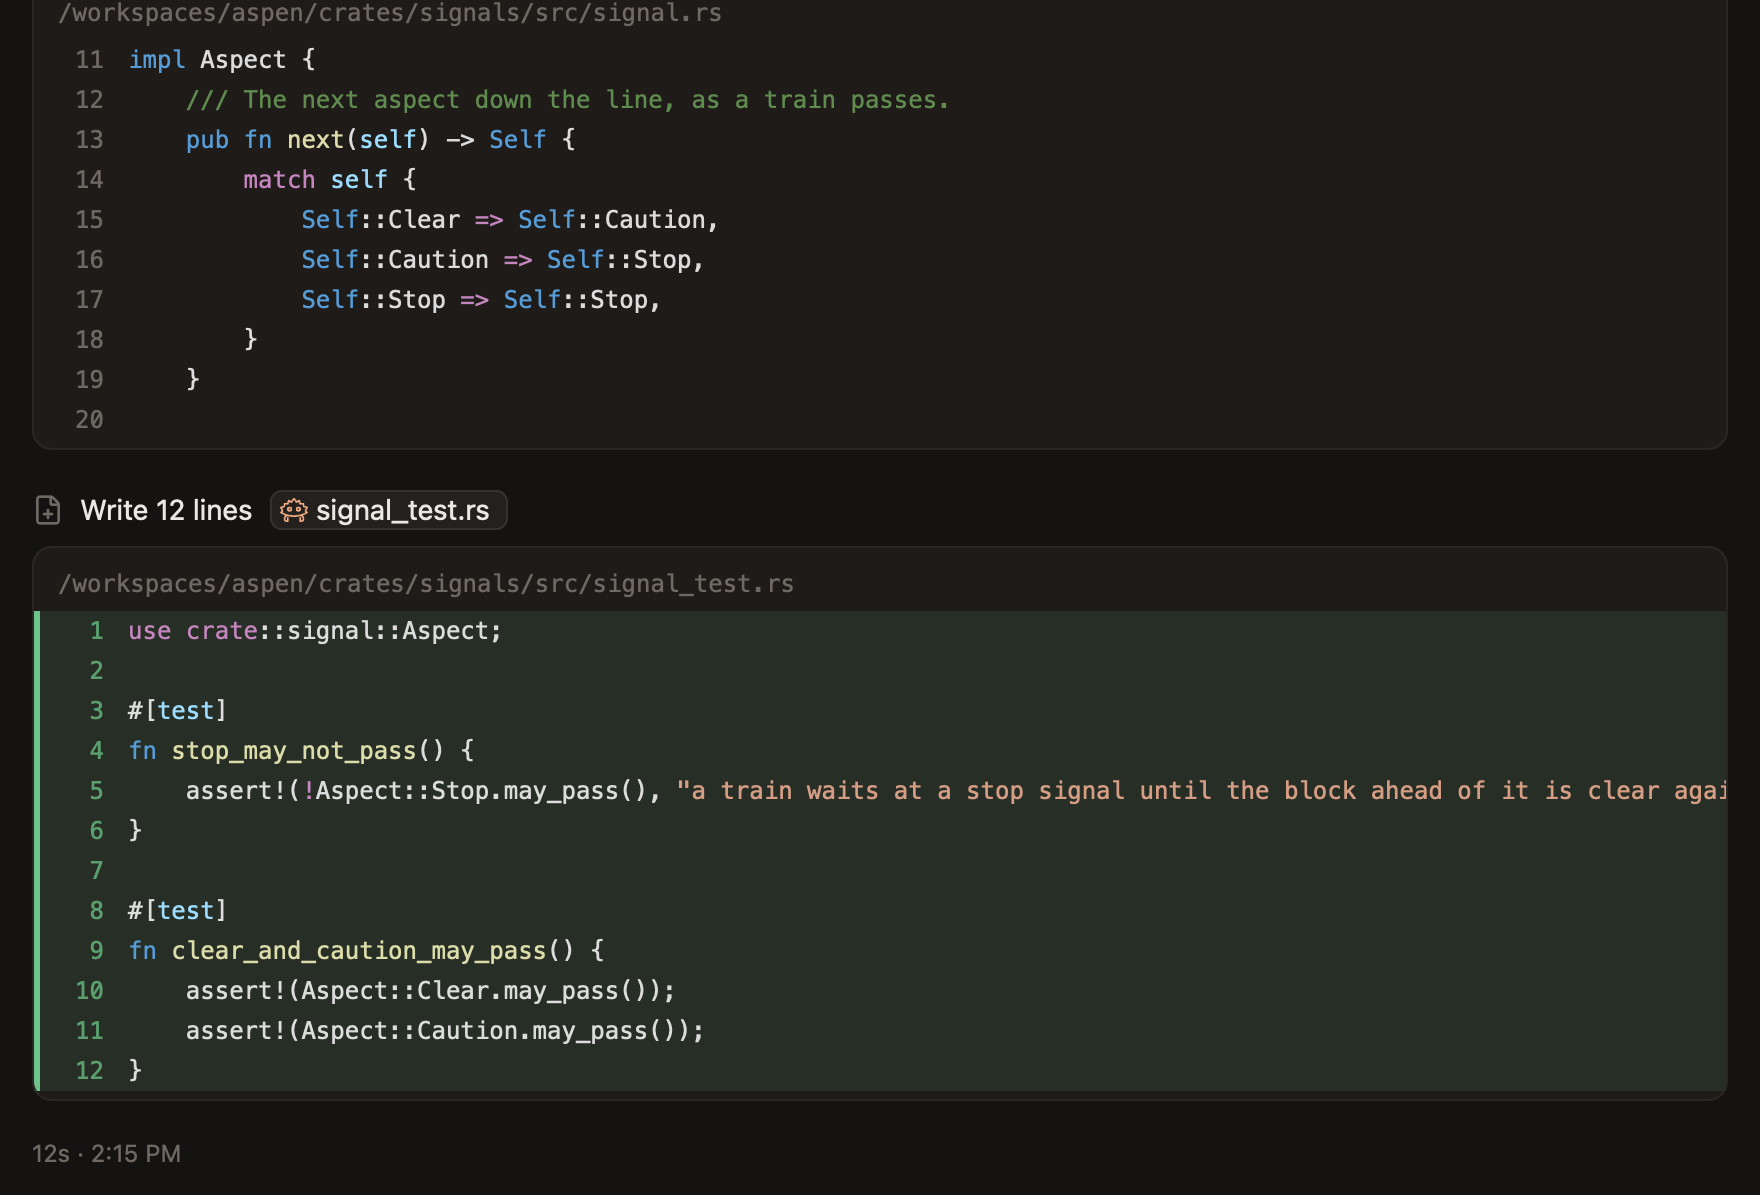 /workspaces/aspen/crates/signals/src/signal.rs
11 impl Aspect {
12     /// The next aspect down the line, as a train passes.
13     pub fn next(self) -> Self {
14         match self {
15             Self::Clear => Self::Caution,
16             Self::Caution => Self::Stop,
17             Self::Stop => Self::Stop,
18         }
19     }
20
Write 12 lines signal_test.rs
/workspaces/aspen/crates/signals/src/signal_test.rs
1 use crate::signal::Aspect;
2
3 #[test]
4 fn stop_may_not_pass() {
5     assert!(!Aspect::Stop.may_pass(), "a train waits at a stop signal until the block ahead of it is clear agai
6 }
7
8 #[test]
9 fn clear_and_caution_may_pass() {
10     assert!(Aspect::Clear.may_pass());
11     assert!(Aspect::Caution.may_pass());
12 }
12s · 2:15 PM